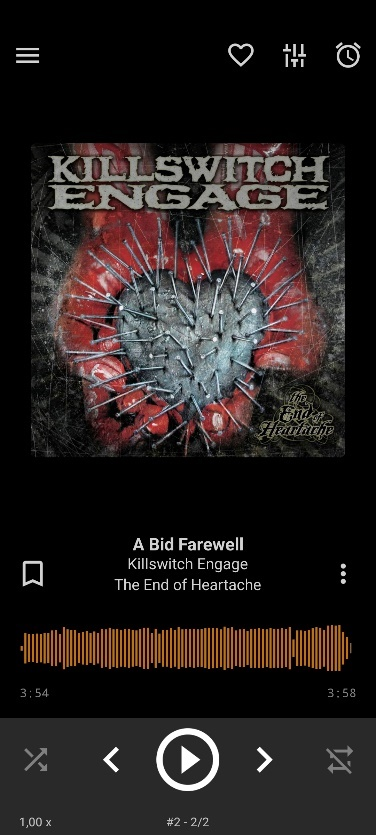 KILLSWITCH
ENGAGE
The
End of
Heartache
A Bid Farewell
Killswitch Engage
The End of Heartache
3:54
3:58
1,00 x
#2 - 2/2